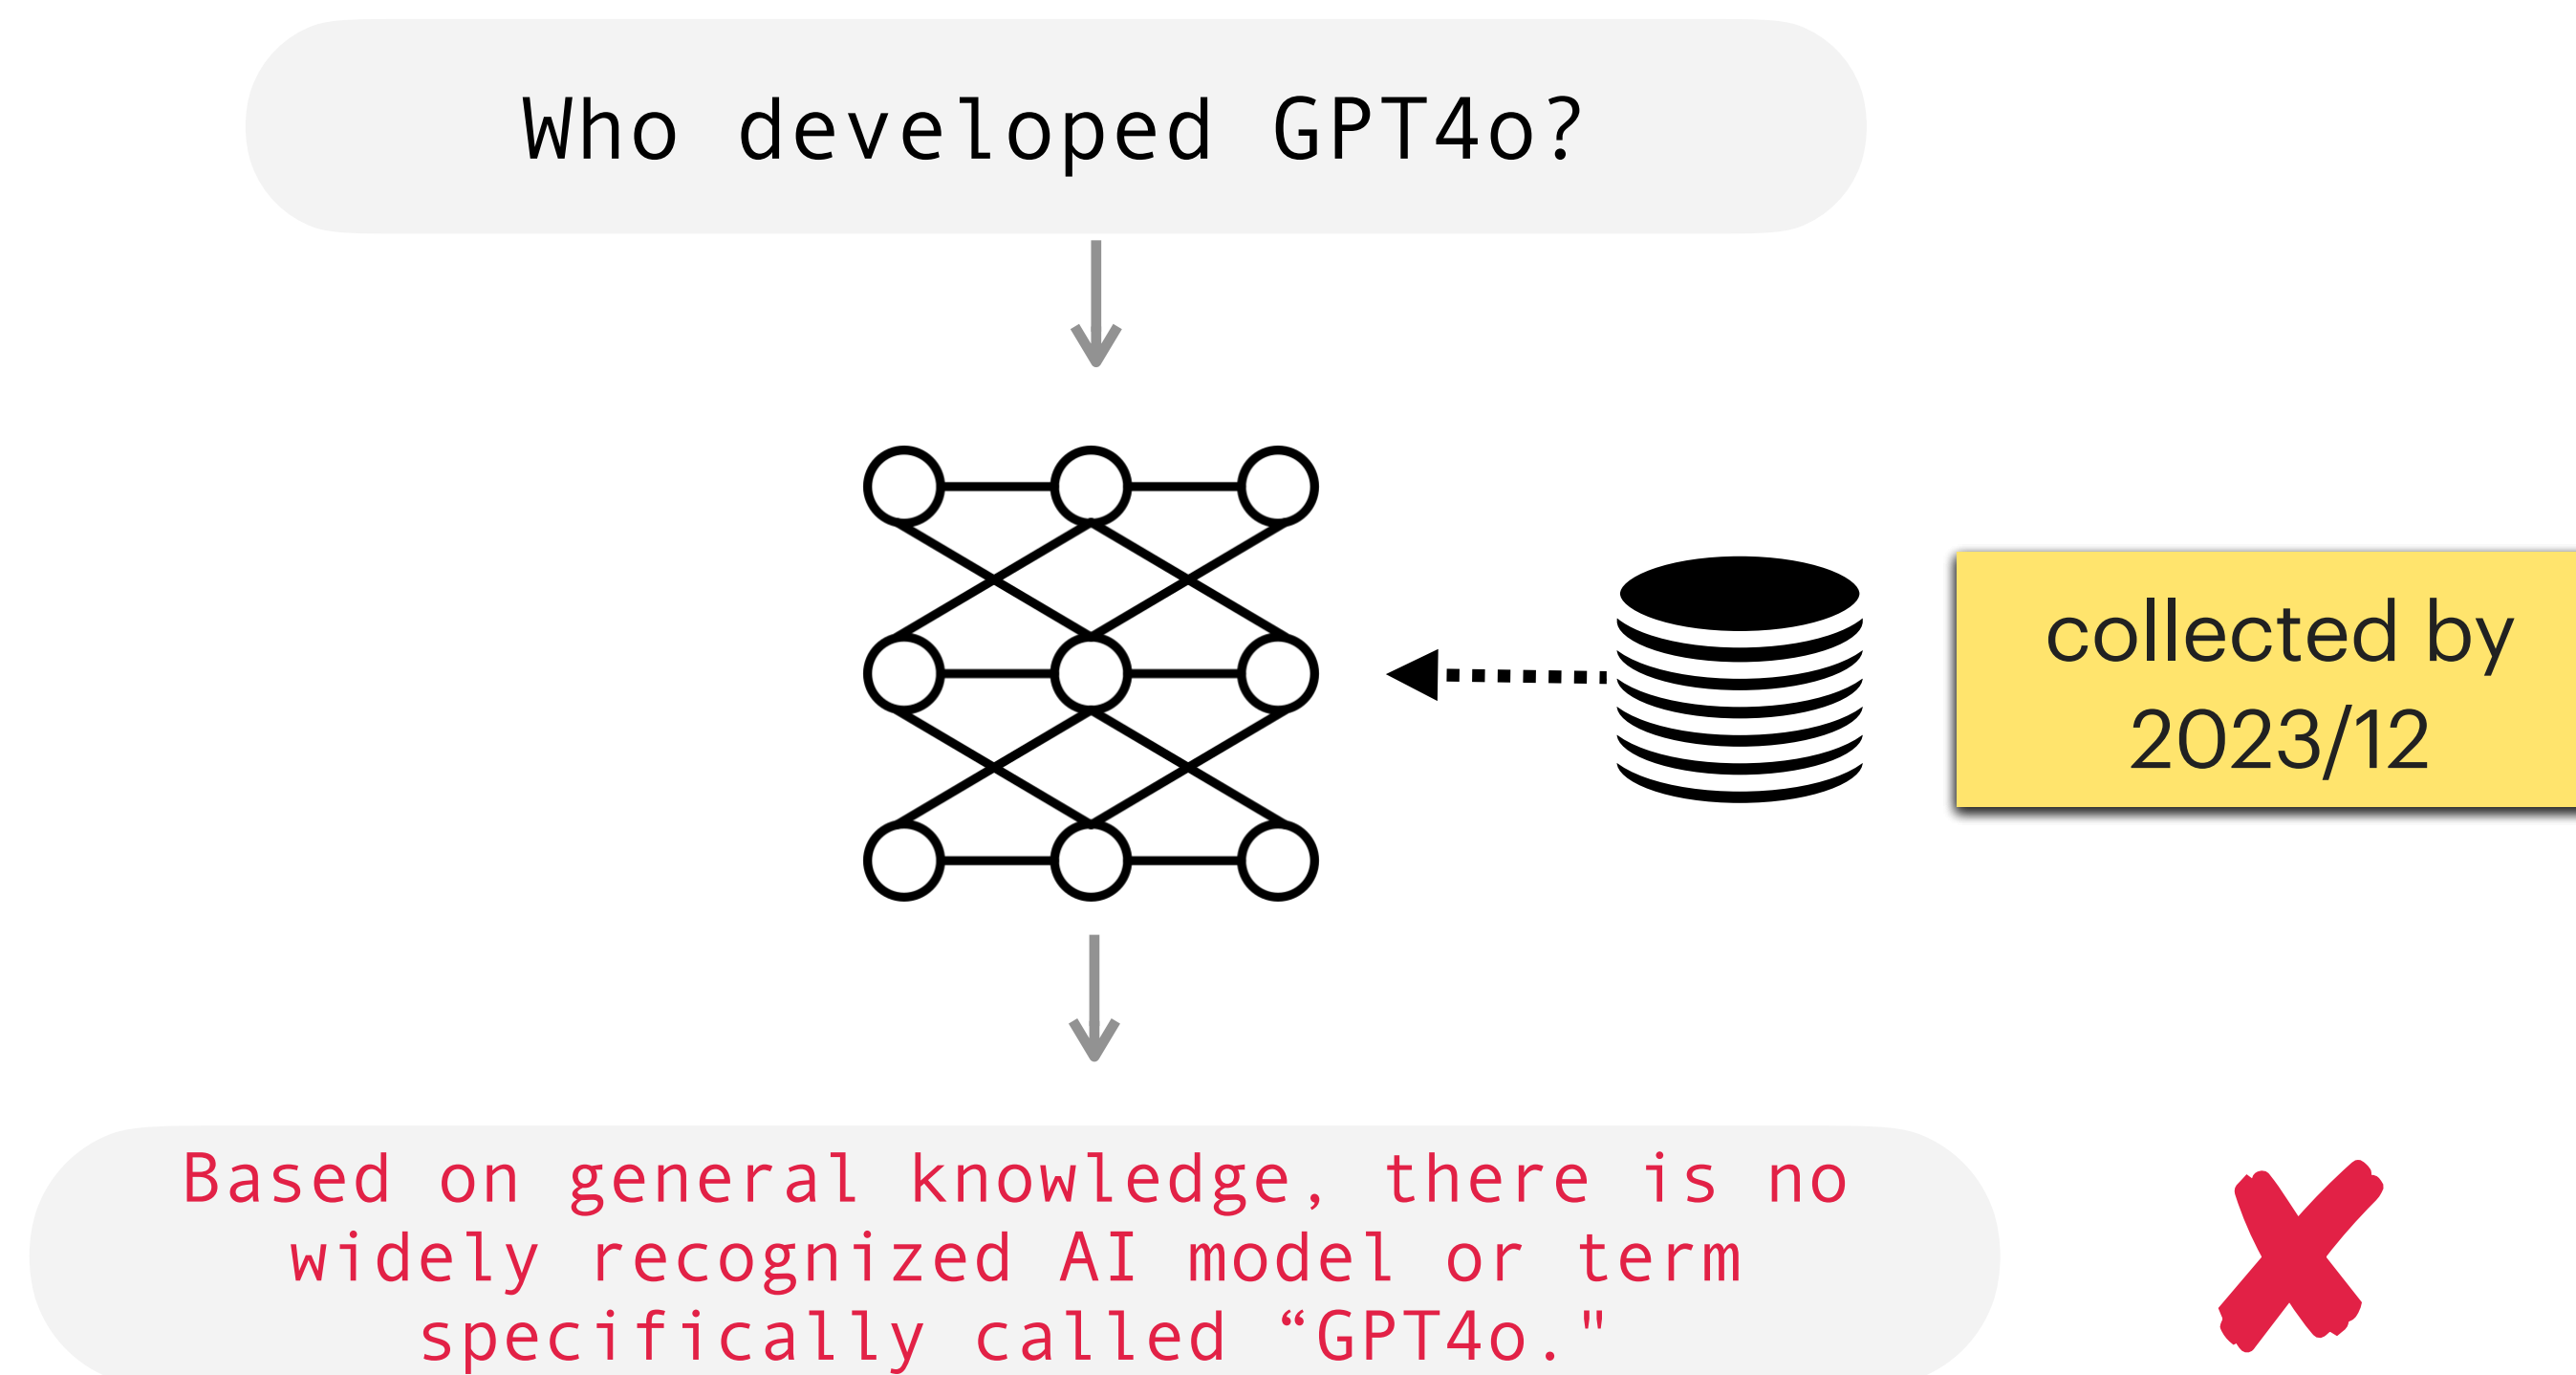 Who developed GPT4o?
collected by
2023/12
Based on general knowledge, there is no
widely recognized AI model or term
specifically called “GPT4o."